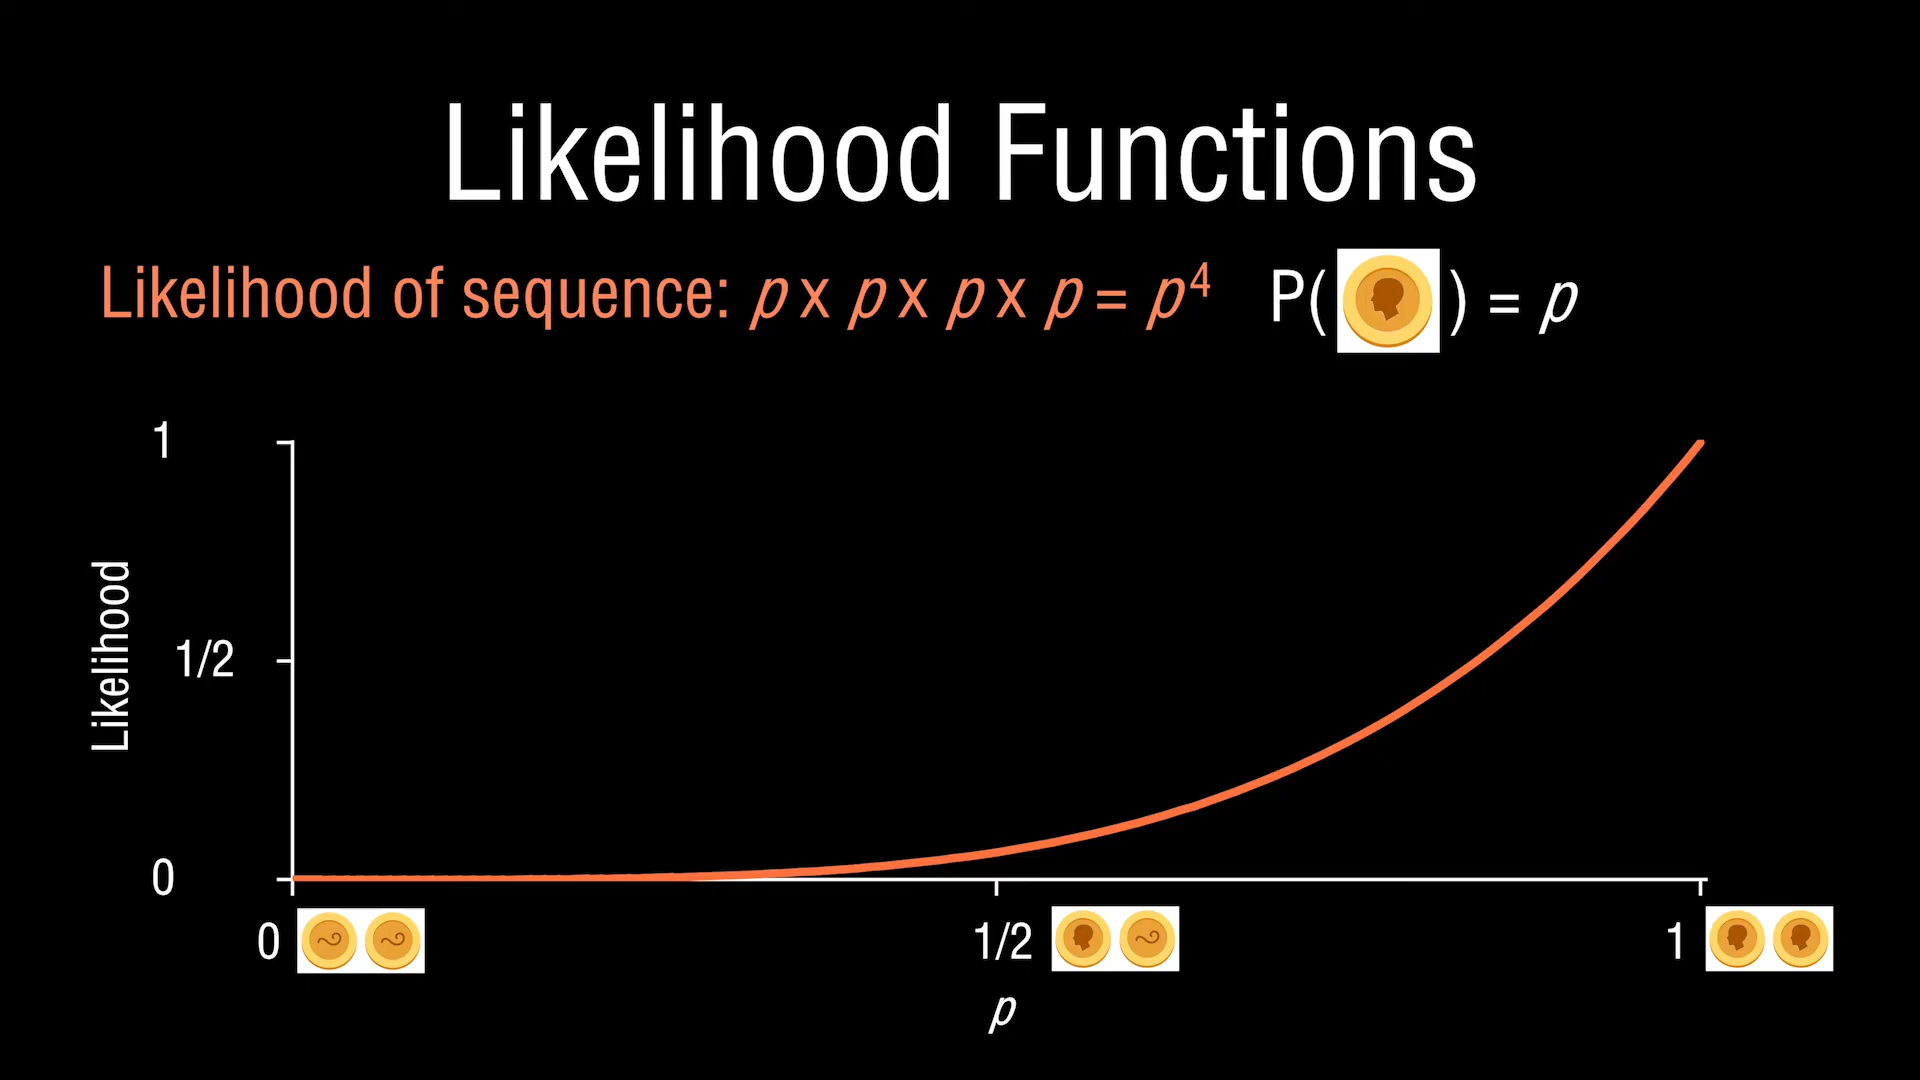 Likelihood Functions
Likelihood of sequence: p x p x p x p = p⁴
P( ) = p
1
1/2
0
Likelihood
0
1/2
1
p